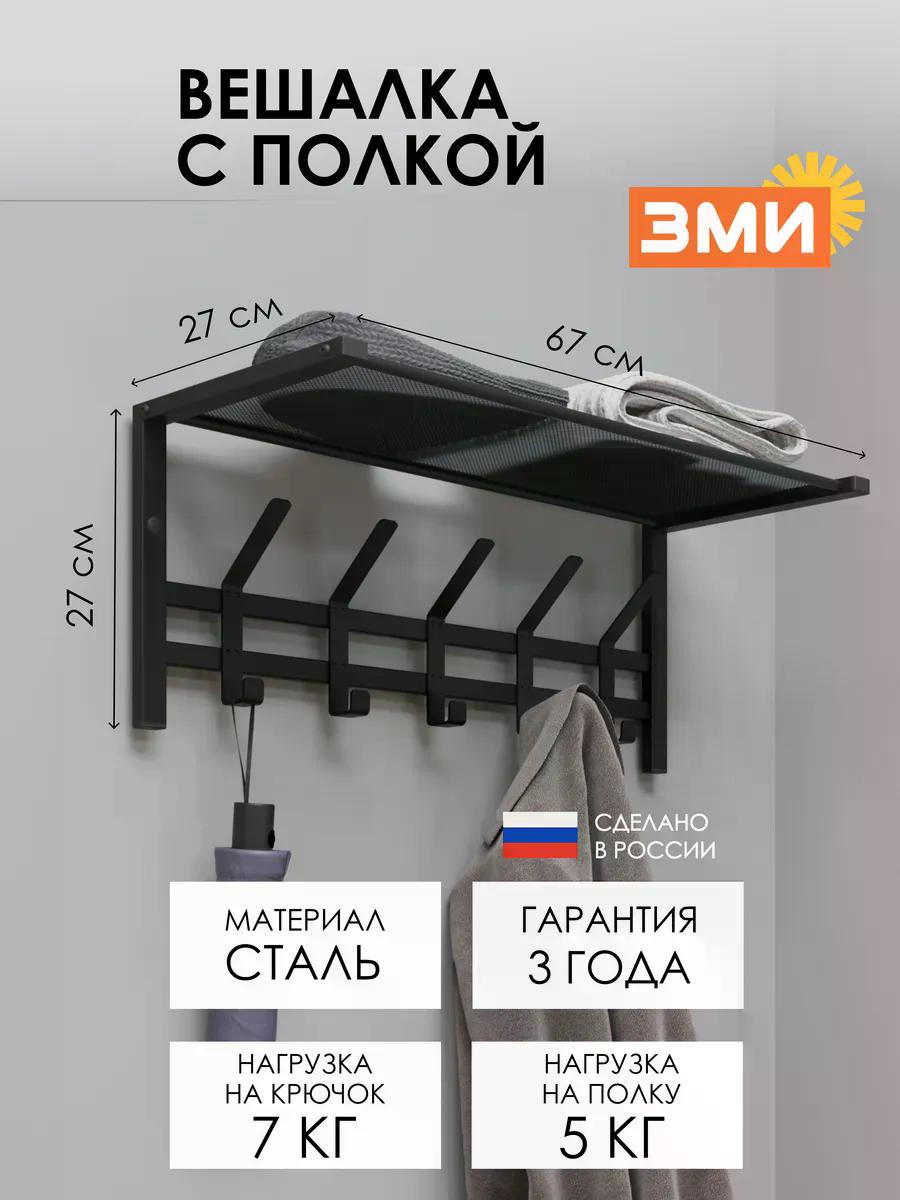 ВЕШАЛКА
С ПОЛКОЙ
ЗМИ
27 см
67 см
27 см
СДЕЛАНО
В РОССИИ
МАТЕРИАЛ
СТАЛЬ
ГАРАНТИЯ
3 ГОДА
НАГРУЗКА
НА КРЮЧОК
7 КГ
НАГРУЗКА
НА ПОЛКУ
5 КГ